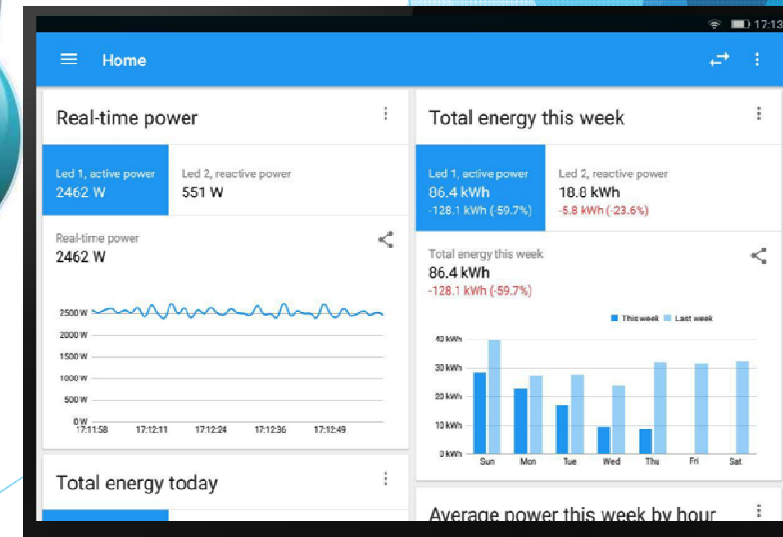 17:13
Home
Real-time power
Led 1, active power
2462 W
Led 2, reactive power
551 W
Real-time power
2462 W
2500 W
2000 W
1500 W
1000 W
500 W
0 W
17:11:58 17:12:11 17:12:24 17:12:36 17:12:49
Total energy today
Total energy this week
Led 1, active power
86.4 kWh
-128.1 kWh (-59.7%)
Led 2, reactive power
18.8 kWh
-5.8 kWh (-23.6%)
Total energy this week
86.4 kWh
-128.1 kWh (-59.7%)
This week Last week
40 kWh
30 kWh
20 kWh
10 kWh
0 kWh
Sun Mon Tue Wed Thu Fri Sat
Average power this week by hour